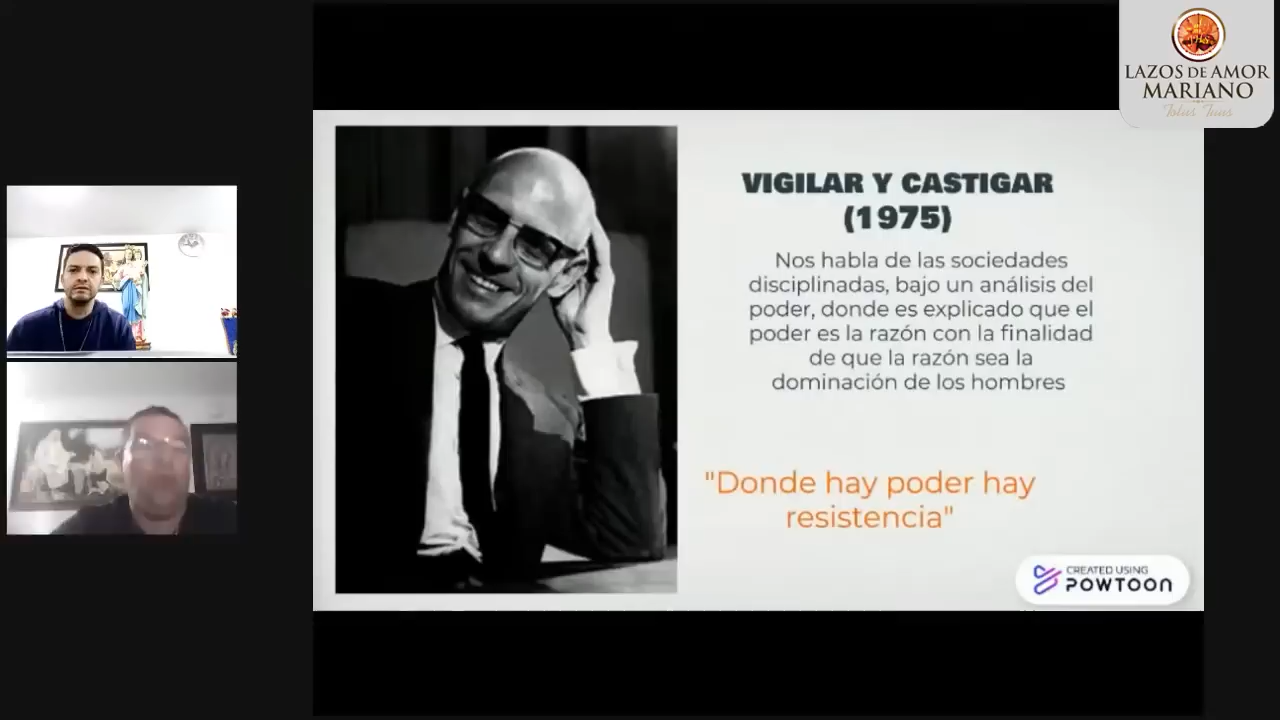 LAZOS DE AMOR
MARIANO
Totus Tuus
VIGILAR Y CASTIGAR
(1975)
Nos habla de las sociedades
disciplinadas, bajo un análisis del
poder, donde es explicado que el
poder es la razón con la finalidad
de que la razón sea la
dominación de los hombres
"Donde hay poder hay
resistencia"
CREATED USING
POWTOON